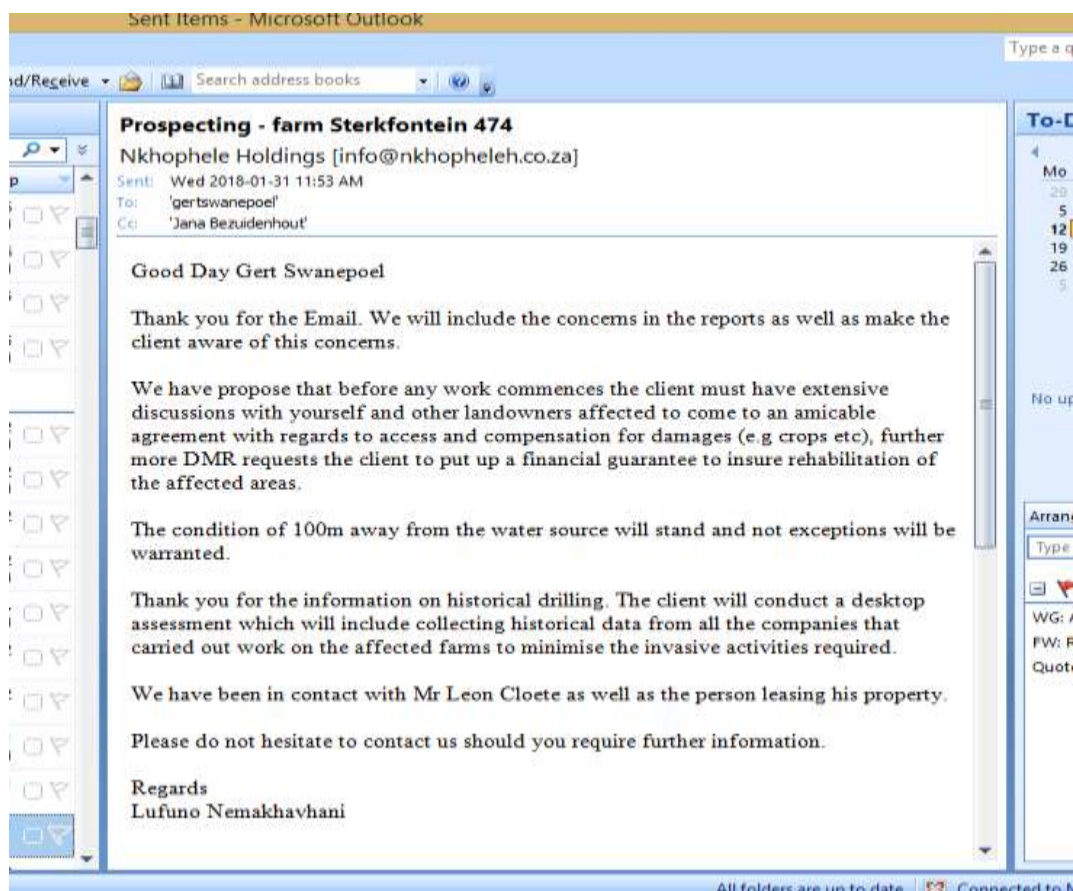 Sent Items - Microsoft Outlook
Type a q
nd/Receive
Search address books
Prospecting - farm Sterkfontein 474
Nkhophele Holdings [info@nkhopheleh.co.za]
Sent: Wed 2018-01-31 11:53 AM
To: 'gertswanepoel'
Cc: 'Jana Bezuidenhout'
Good Day Gert Swanepoel
Thank you for the Email. We will include the concerns in the reports as well as make the
client aware of this concerns.
We have propose that before any work commences the client must have extensive
discussions with yourself and other landowners affected to come to an amicable
agreement with regards to access and compensation for damages (e.g crops etc), further
more DMR requests the client to put up a financial guarantee to insure rehabilitation of
the affected areas.
The condition of 100m away from the water source will stand and not exceptions will be
warranted.
Thank you for the information on historical drilling. The client will conduct a desktop
assessment which will include collecting historical data from all the companies that
carried out work on the affected farms to minimise the invasive activities required.
We have been in contact with Mr Leon Cloete as well as the person leasing his property.
Please do not hesitate to contact us should you require further information.
Regards
Lufuno Nemakhavhani
To-D
Mo
29
5
12
19
26
5
No up
Arrang
Type
WG: A
FW: R
Quote
All folders are up to date.
Connected to M